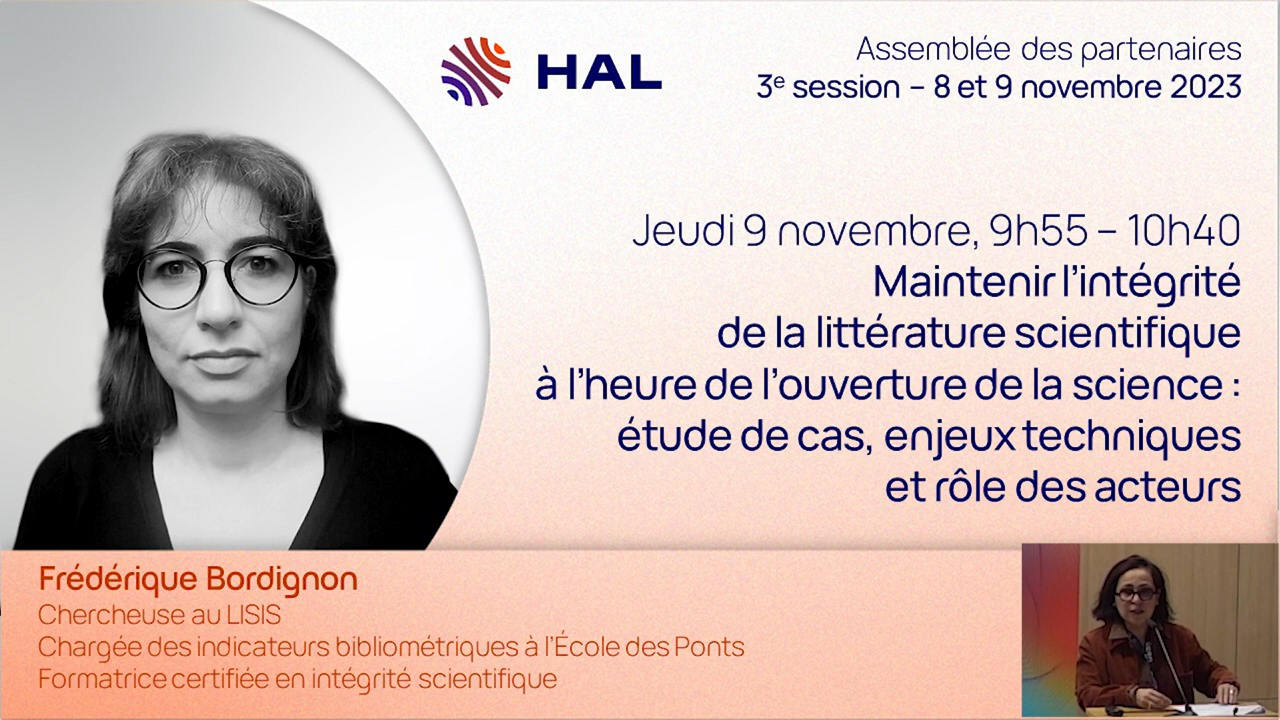 HAL
Assemblée des partenaires
3e session – 8 et 9 novembre 2023
Jeudi 9 novembre, 9h55 – 10h40
Maintenir l'intégrité
de la littérature scientifique
à l'heure de l'ouverture de la science :
étude de cas, enjeux techniques
et rôle des acteurs
Frédérique Bordignon
Chercheuse au LISIS
Chargée des indicateurs bibliométriques à l'École des Ponts
Formatrice certifiée en intégrité scientifique